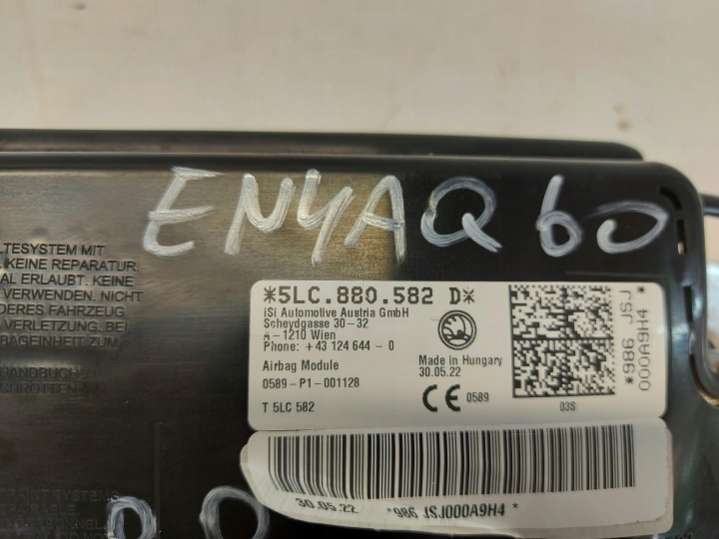 ENYAQ 60
LTESYSTEM MIT
KEINE REPARATUR.
AL ERLAUBT. KEINE
VERWENDEN. NICHT
DERES FAHRZEUG
VERLETZUNG.
BAGEINHEIT ZUM
HANDBUCH
*5LC.880.582 D*
iSi Automotive Austria GmbH
Scheydgasse 30-32
A-1210 Wien
Phone: +43 124 644-0
Airbag Module
0589-P1-001128
T 5LC 582
Made in Hungary
30.05.22
CE 0589
03S
*986 JSJ
000A9H4 *
30.05.22 *986 JSJ000A9H4 *